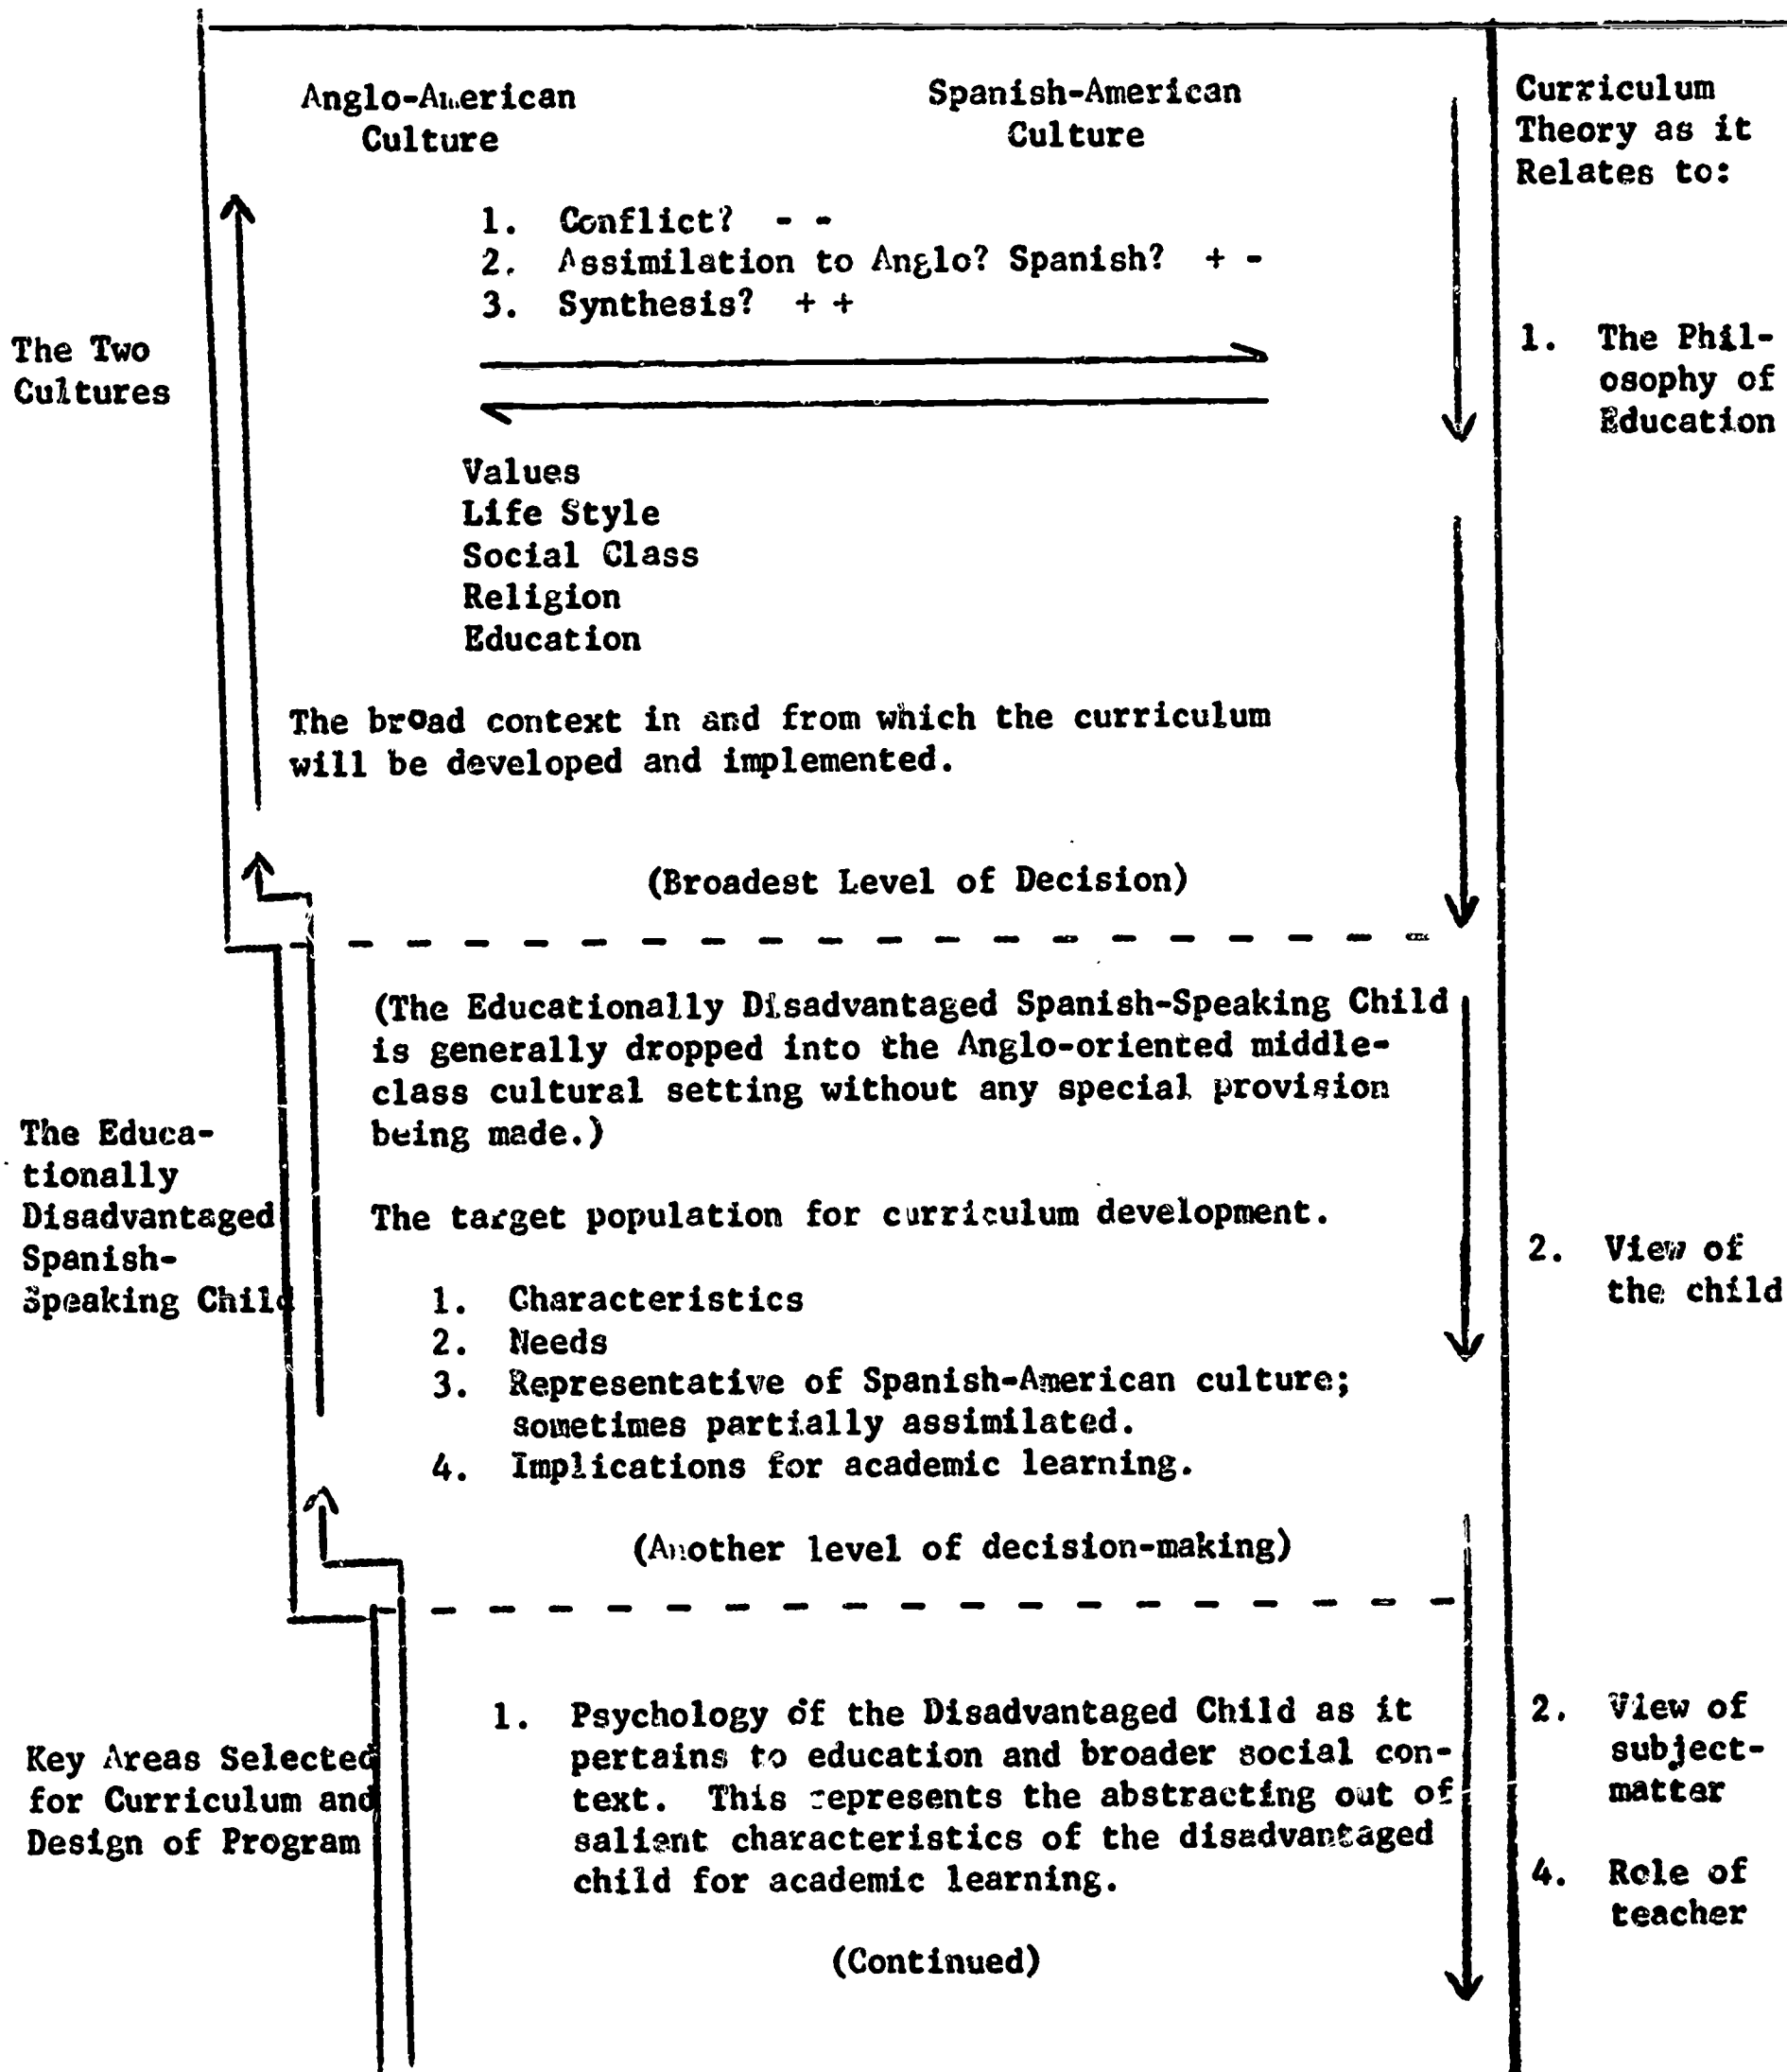 Anglo-American
Culture
Spanish-American
Culture
1. Conflict? - -
2. Assimilation to Anglo? Spanish? + -
3. Synthesis? + +
The Two
Cultures
Values
Life Style
Social Class
Religion
Education
The broad context in and from which the curriculum
will be developed and implemented.
(Broadest Level of Decision)
(The Educationally Disadvantaged Spanish-Speaking Child
is generally dropped into the Anglo-oriented middle-
class cultural setting without any special provision
being made.)
The Educa-
tionally
Disadvantaged
Spanish-
Speaking Child
The target population for curriculum development.
1. Characteristics
2. Needs
3. Representative of Spanish-American culture;
sometimes partially assimilated.
4. Implications for academic learning.
(Another level of decision-making)
Key Areas Selected
for Curriculum and
Design of Program
1. Psychology of the Disadvantaged Child as it
pertains to education and broader social con-
text. This represents the abstracting out of
salient characteristics of the disadvantaged
child for academic learning.
(Continued)
Curriculum
Theory as it
Relates to:
1. The Phil-
osophy of
Education
2. View of
the child
2. View of
subject-
matter
4. Role of
teacher